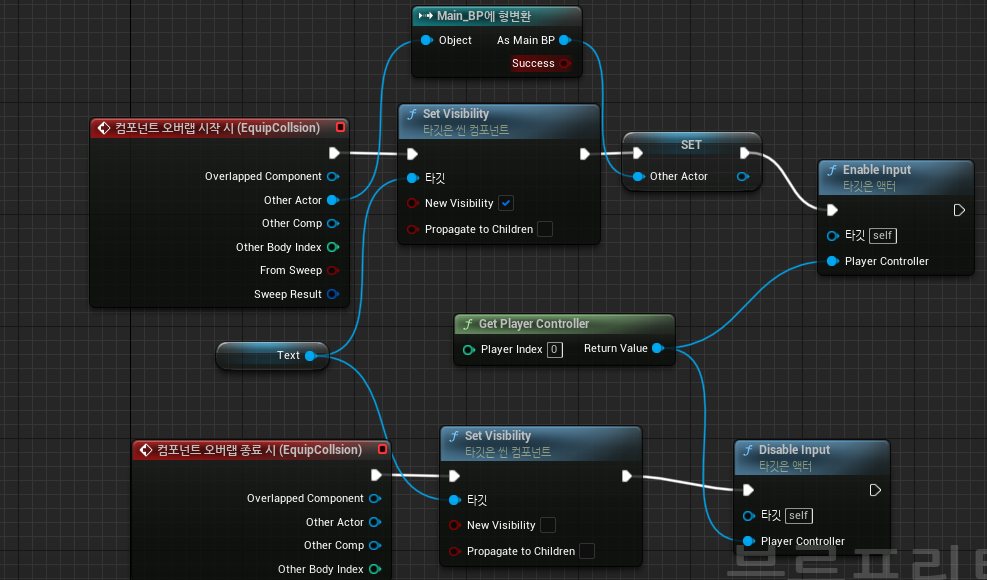 Main_BP에 형변환
Object As Main BP
Success
컴포넌트 오버랩 시작 시 (EquipCollsion)
Overlapped Component
Other Actor
Other Comp
Other Body Index
From Sweep
Sweep Result
Set Visibility
타깃은 씬 컴포넌트
타깃
New Visibility
Propagate to Children
SET
Other Actor
Enable Input
타깃은 액터
타깃 self
Player Controller
Get Player Controller
Player Index 0 Return Value
Text
컴포넌트 오버랩 종료 시 (EquipCollsion)
Overlapped Component
Other Actor
Other Comp
Other Body Index
Set Visibility
타깃은 씬 컴포넌트
타깃
New Visibility
Propagate to Children
Disable Input
타깃은 액터
타깃 self
Player Controller